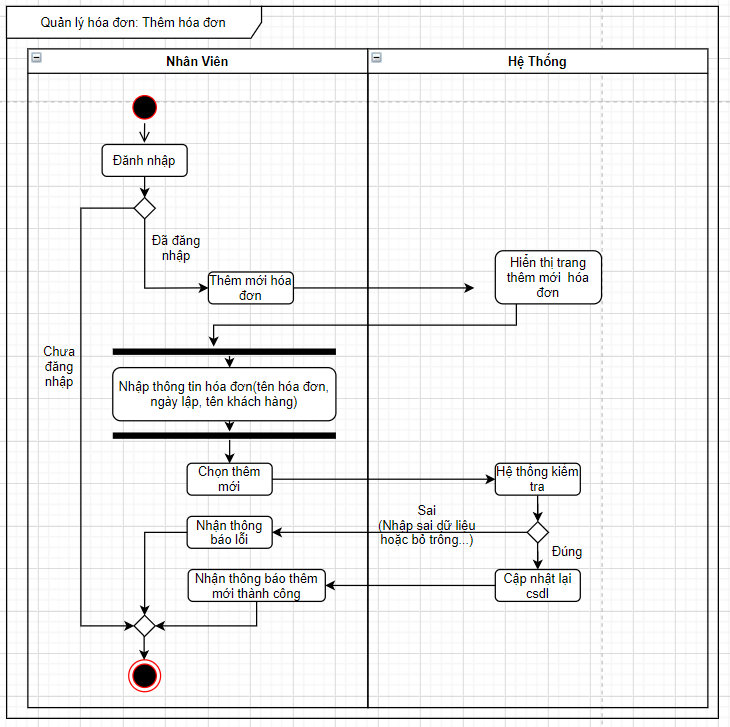 Quản lý hóa đơn: Thêm hóa đơn
Nhân Viên
Hệ Thống
Đănh nhập
Đã đăng
nhập
Thêm mới hóa
đơn
Hiển thị trang
thêm mới hóa
đơn
Chưa
đăng
nhập
Nhập thông tin hóa đơn(tên hóa đơn,
ngày lập, tên khách hàng)
Chọn thêm
mới
Hệ thống kiểm
tra
Sai
(Nhập sai dữ liệu
hoặc bỏ trống...)
Nhận thông
báo lỗi
Đúng
Nhận thông báo thêm
mới thành công
Cập nhật lại
csdl